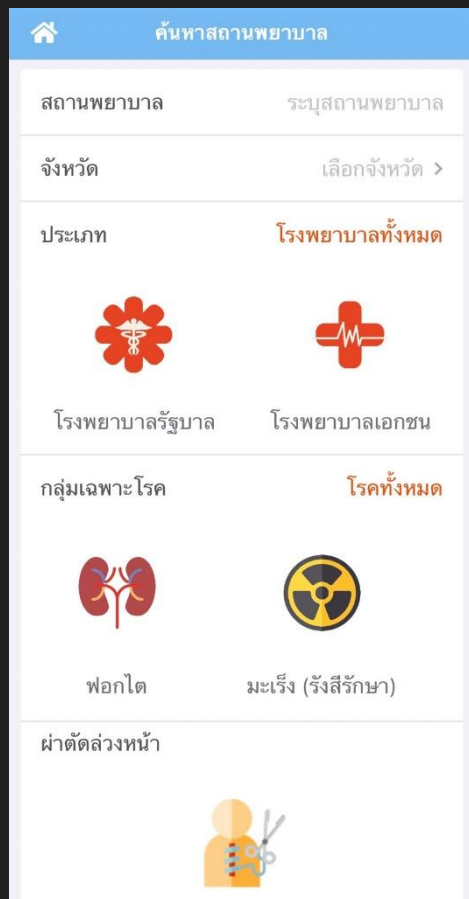 ค้นหาสถานพยาบาล
สถานพยาบาล ระบุสถานพยาบาล
จังหวัด เลือกจังหวัด >
ประเภท โรงพยาบาลทั้งหมด
โรงพยาบาลรัฐบาล โรงพยาบาลเอกชน
กลุ่มเฉพาะโรค โรคทั้งหมด
ฟอกไต มะเร็ง (รังสีรักษา)
ผ่าตัดล่วงหน้า